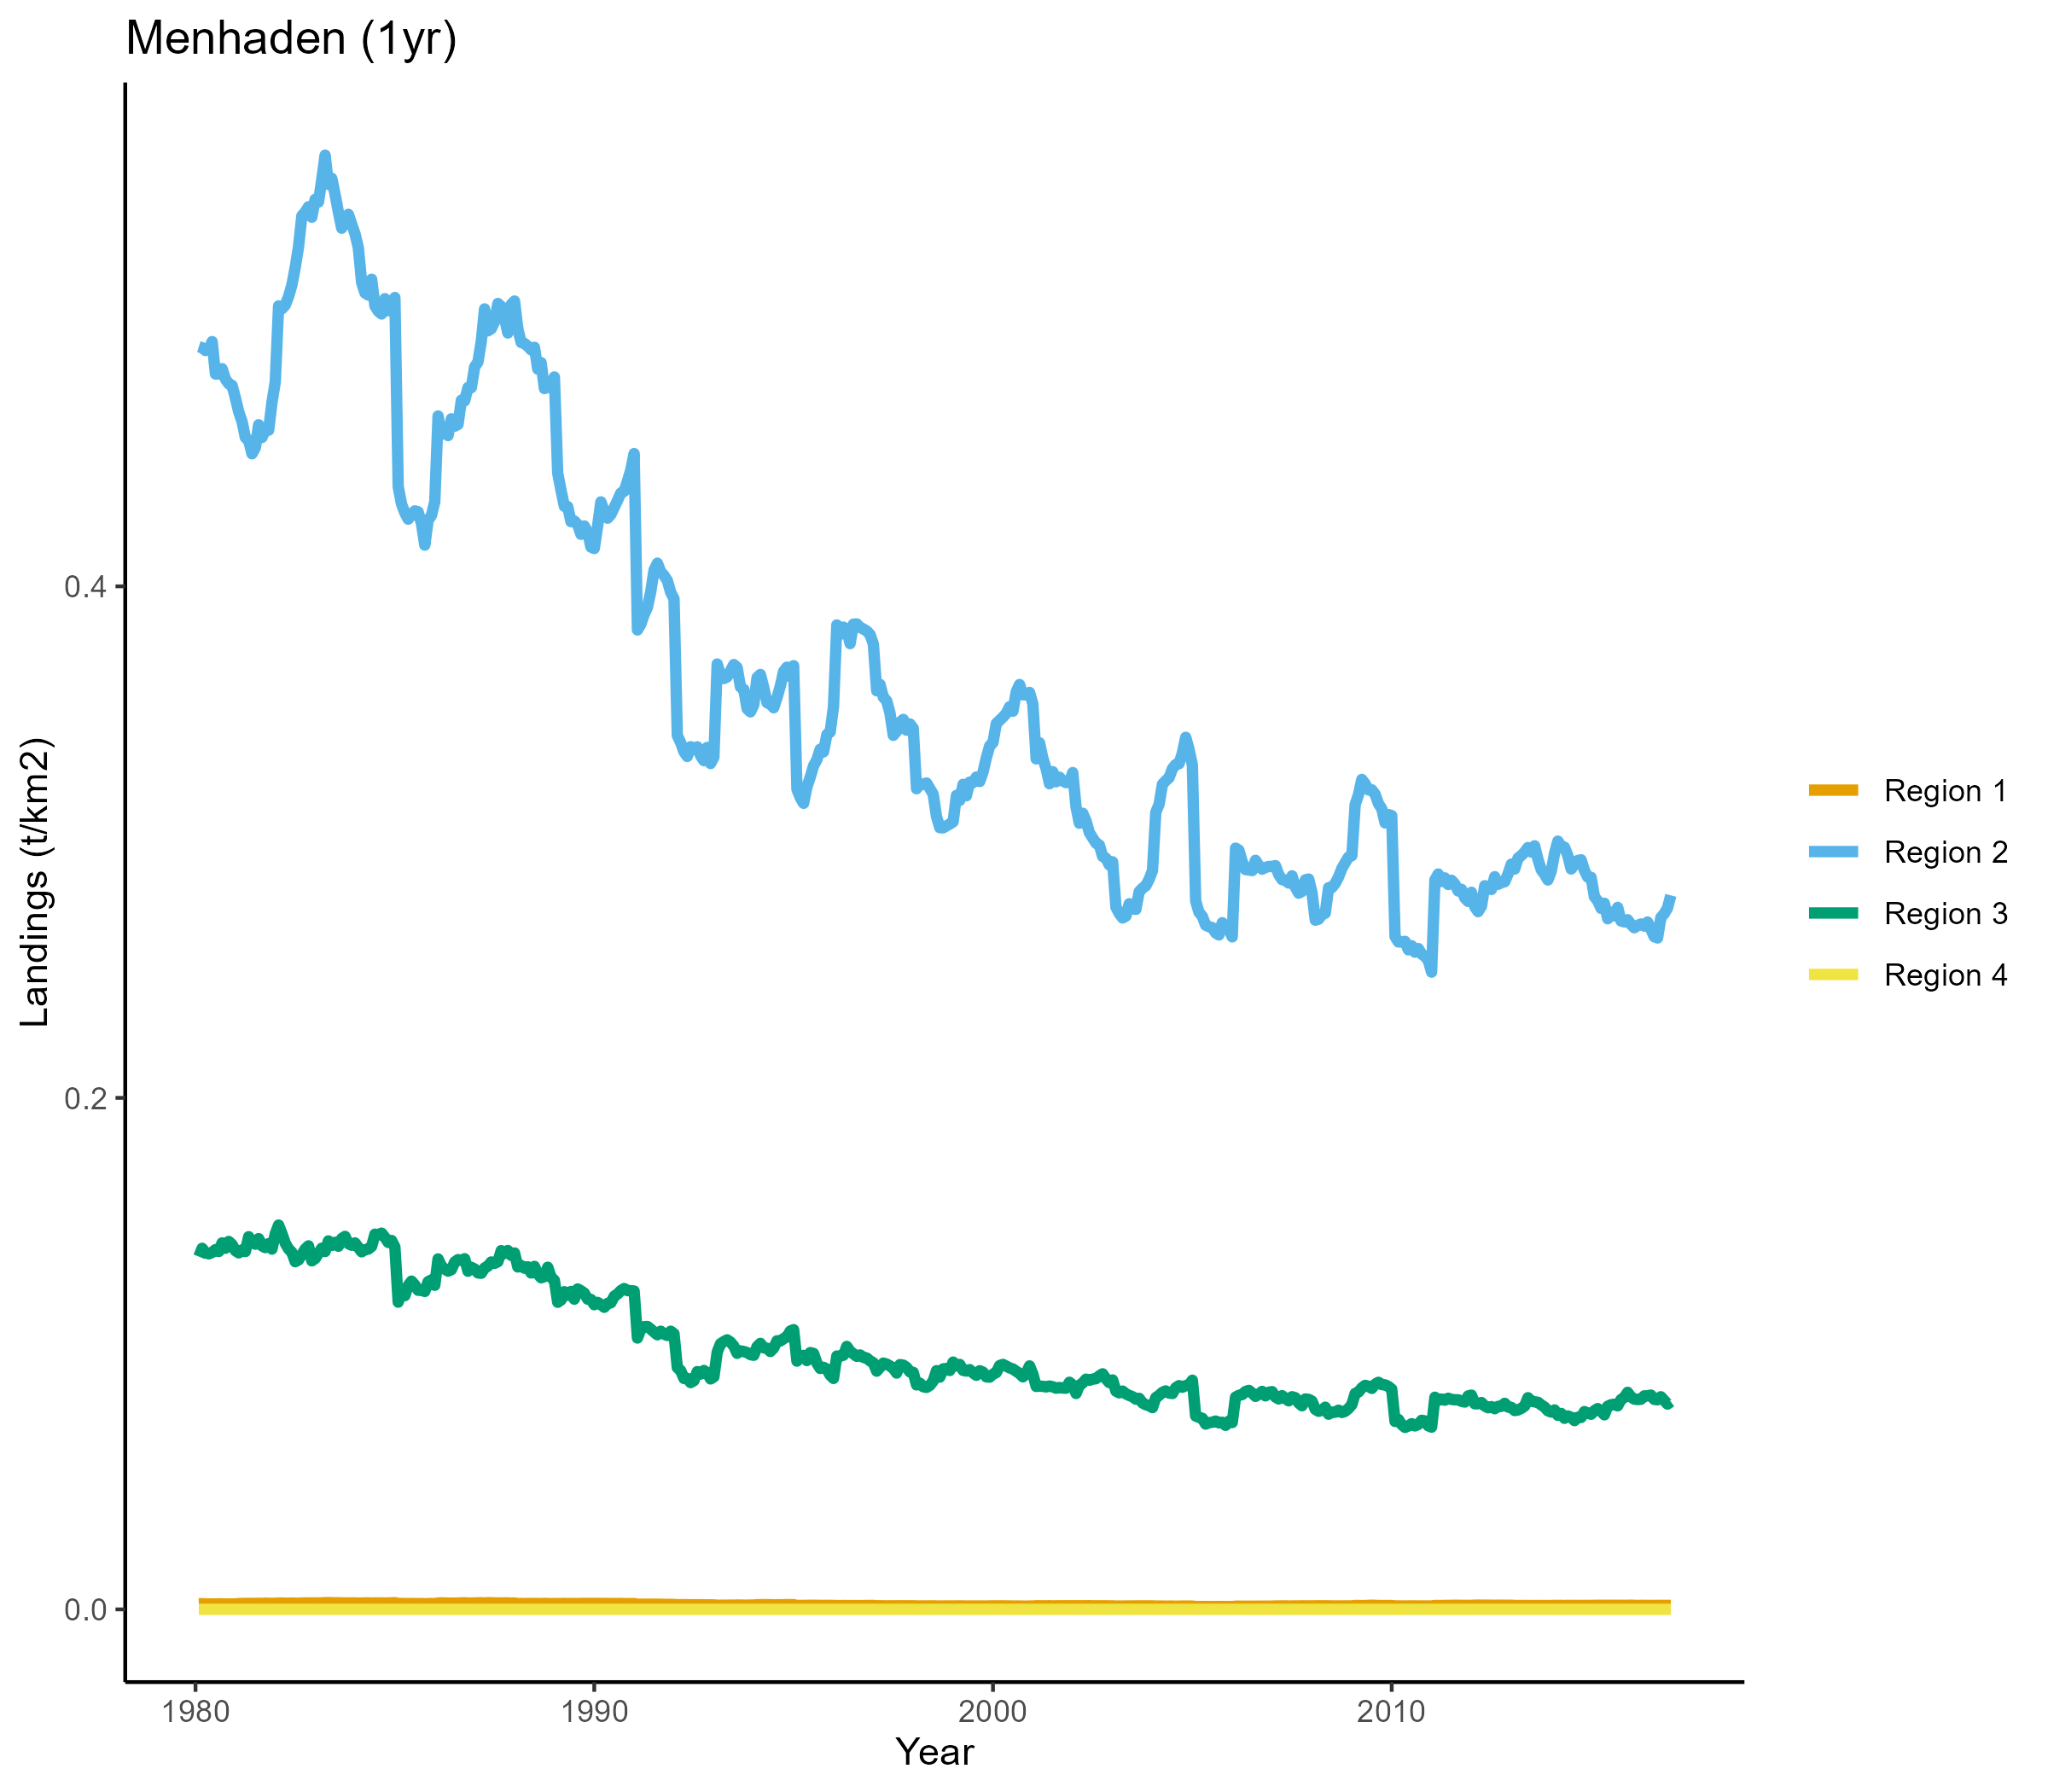 Menhaden (1yr)
Landings (t/km2)
0.4
0.2
0.0
1980
1990
2000
2010
Year
Region 1
Region 2
Region 3
Region 4